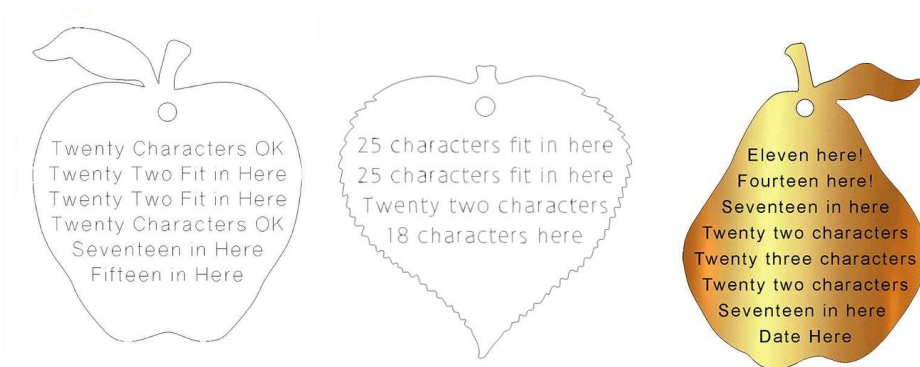 Twenty Characters OK
Twenty Two Fit in Here
Twenty Two Fit in Here
Twenty Characters OK
Seventeen in Here
Fifteen in Here
25 characters fit in here
25 characters fit in here
Twenty two characters
18 characters here
Eleven here!
Fourteen here!
Seventeen in here
Twenty two characters
Twenty three characters
Twenty two characters
Seventeen in here
Date Here